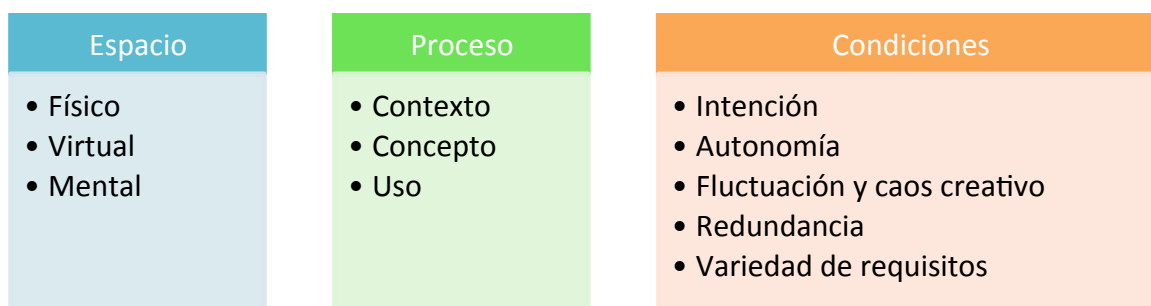 Espacio
• Físico
• Virtual
• Mental
Proceso
• Contexto
• Concepto
• Uso
Condiciones
• Intención
• Autonomía
• Fluctuación y caos creativo
• Redundancia
• Variedad de requisitos